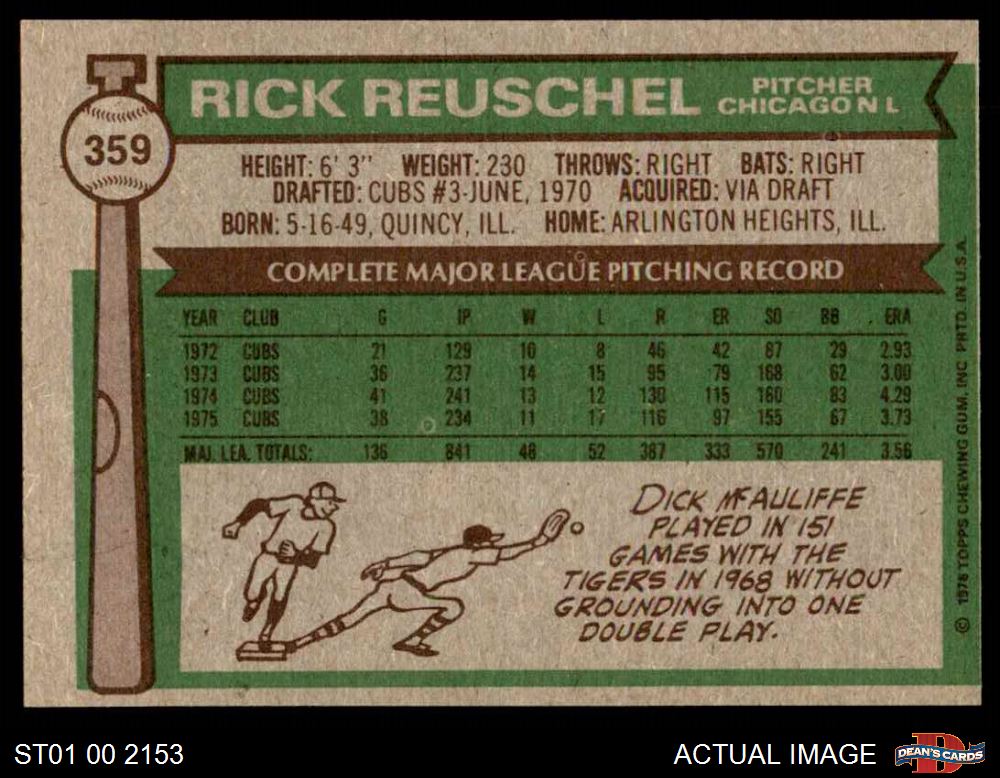 359
RICK REUSCHEL
PITCHER
CHICAGO N L
HEIGHT: 6' 3" WEIGHT: 230 THROWS: RIGHT BATS: RIGHT
DRAFTED: CUBS #3-JUNE, 1970 ACQUIRED: VIA DRAFT
BORN: 5-16-49, QUINCY, ILL. HOME: ARLINGTON HEIGHTS, ILL.
COMPLETE MAJOR LEAGUE PITCHING RECORD
YEAR CLUB G IP W L R ER SO BB ERA
1972 CUBS 21 129 10 8 46 42 87 29 2.93
1973 CUBS 36 237 14 15 95 79 168 62 3.00
1974 CUBS 41 241 13 12 130 115 160 83 4.29
1975 CUBS 38 234 11 17 116 97 155 67 3.73
MAJ. LEA. TOTALS: 136 841 48 52 387 333 570 241 3.56
DICK McAULIFFE
PLAYED IN 151
GAMES WITH THE
TIGERS IN 1968 WITHOUT
GROUNDING INTO ONE
DOUBLE PLAY.
© 1976 TOPPS CHEWING GUM, INC PRTD. IN U.S.A.
ST01 00 2153
ACTUAL IMAGE
DEAN'S CARDS